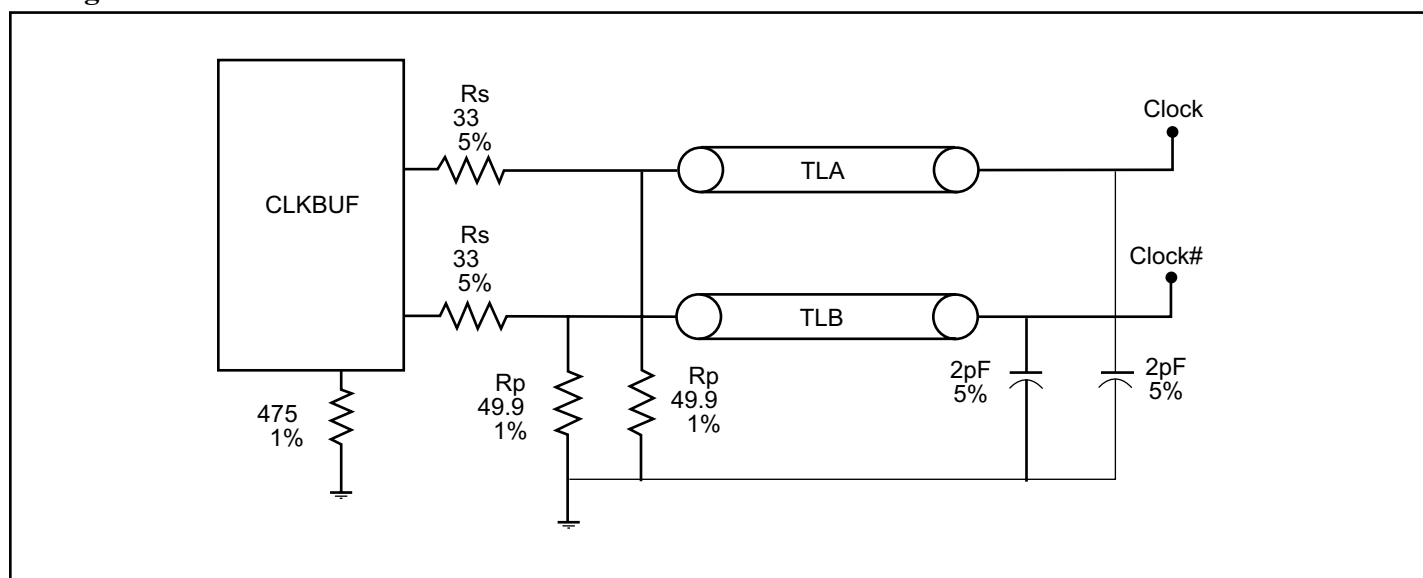 Rs
33
5%
Clock
TLA
CLKBUF
Rs
33
5%
Clock#
TLB
475
1%
Rp
49.9
1%
Rp
49.9
1%
2pF
5%
2pF
5%